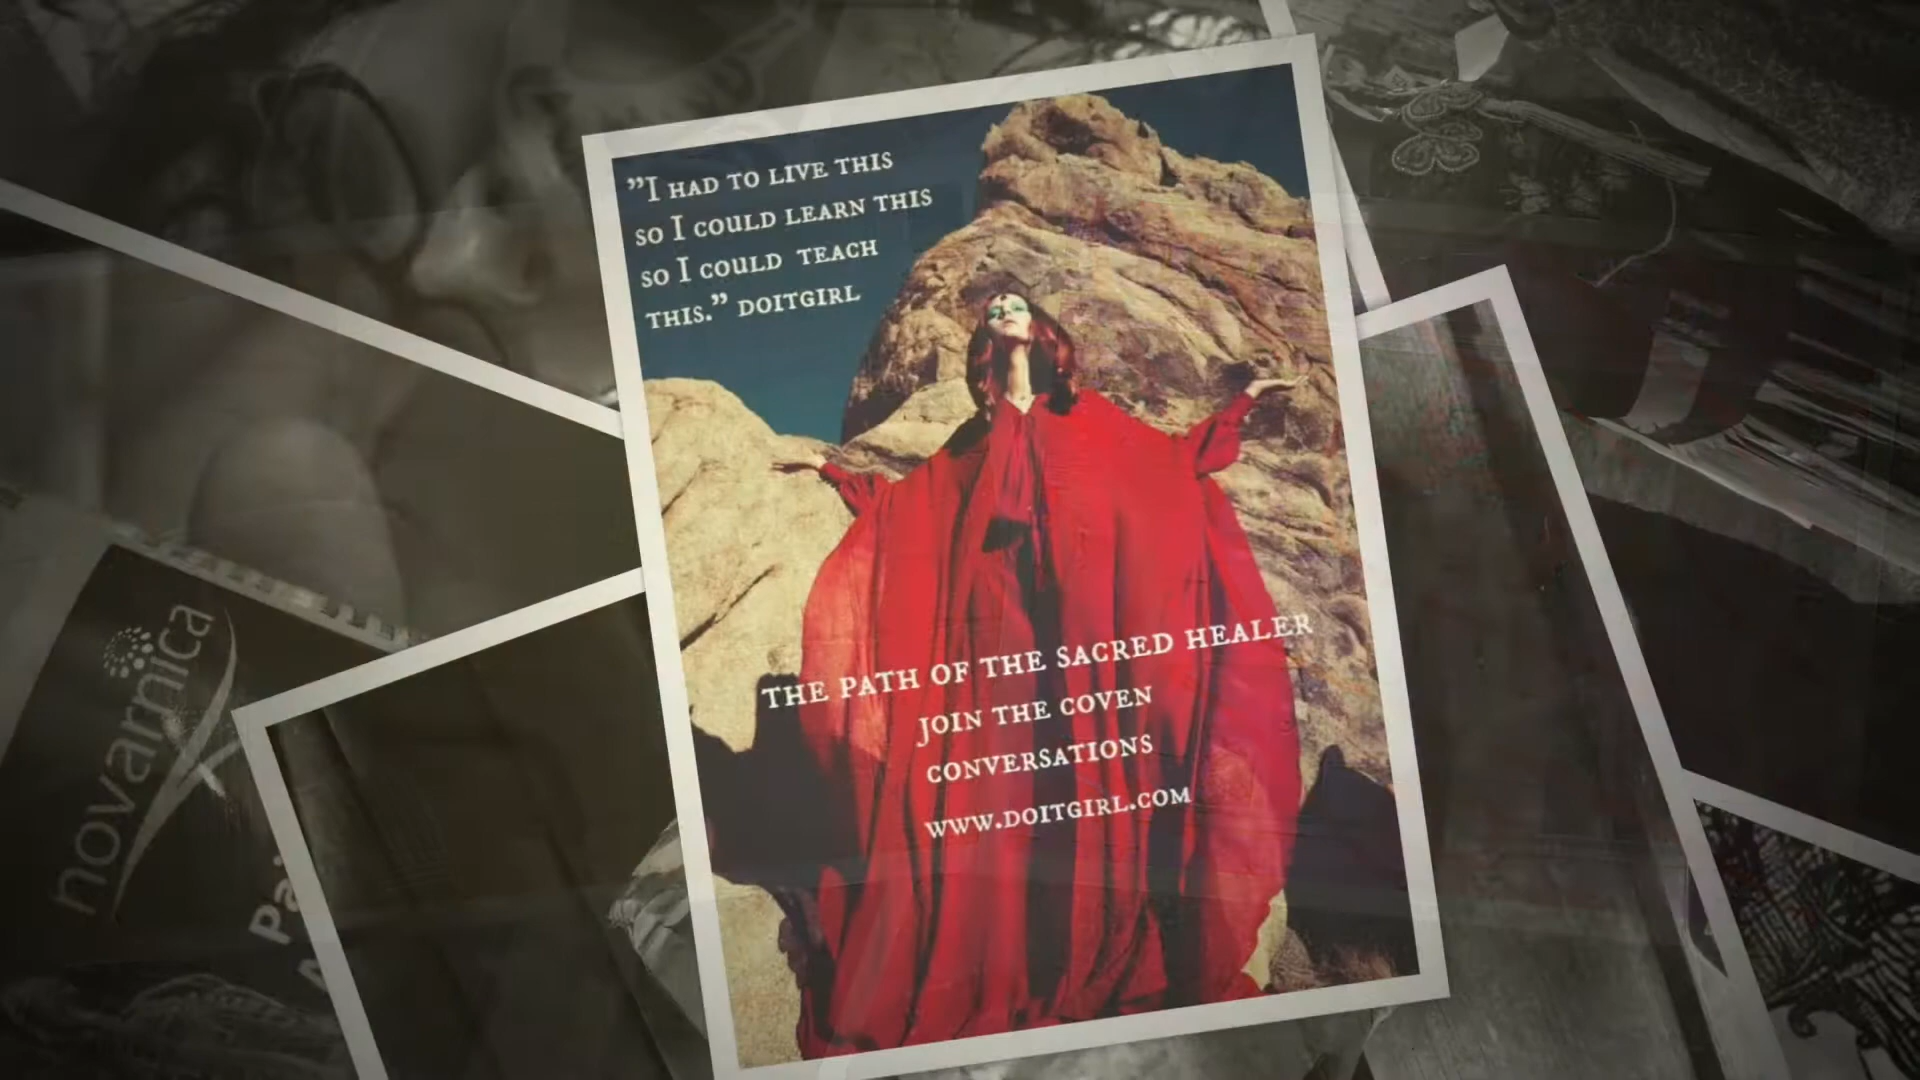 ”I HAD TO LIVE THIS
SO I COULD LEARN THIS
SO I COULD TEACH
THIS.” DOITGIRL
THE PATH OF THE SACRED HEALER
JOIN THE COVEN
CONVERSATIONS
WWW.DOITGIRL.COM
novarnica